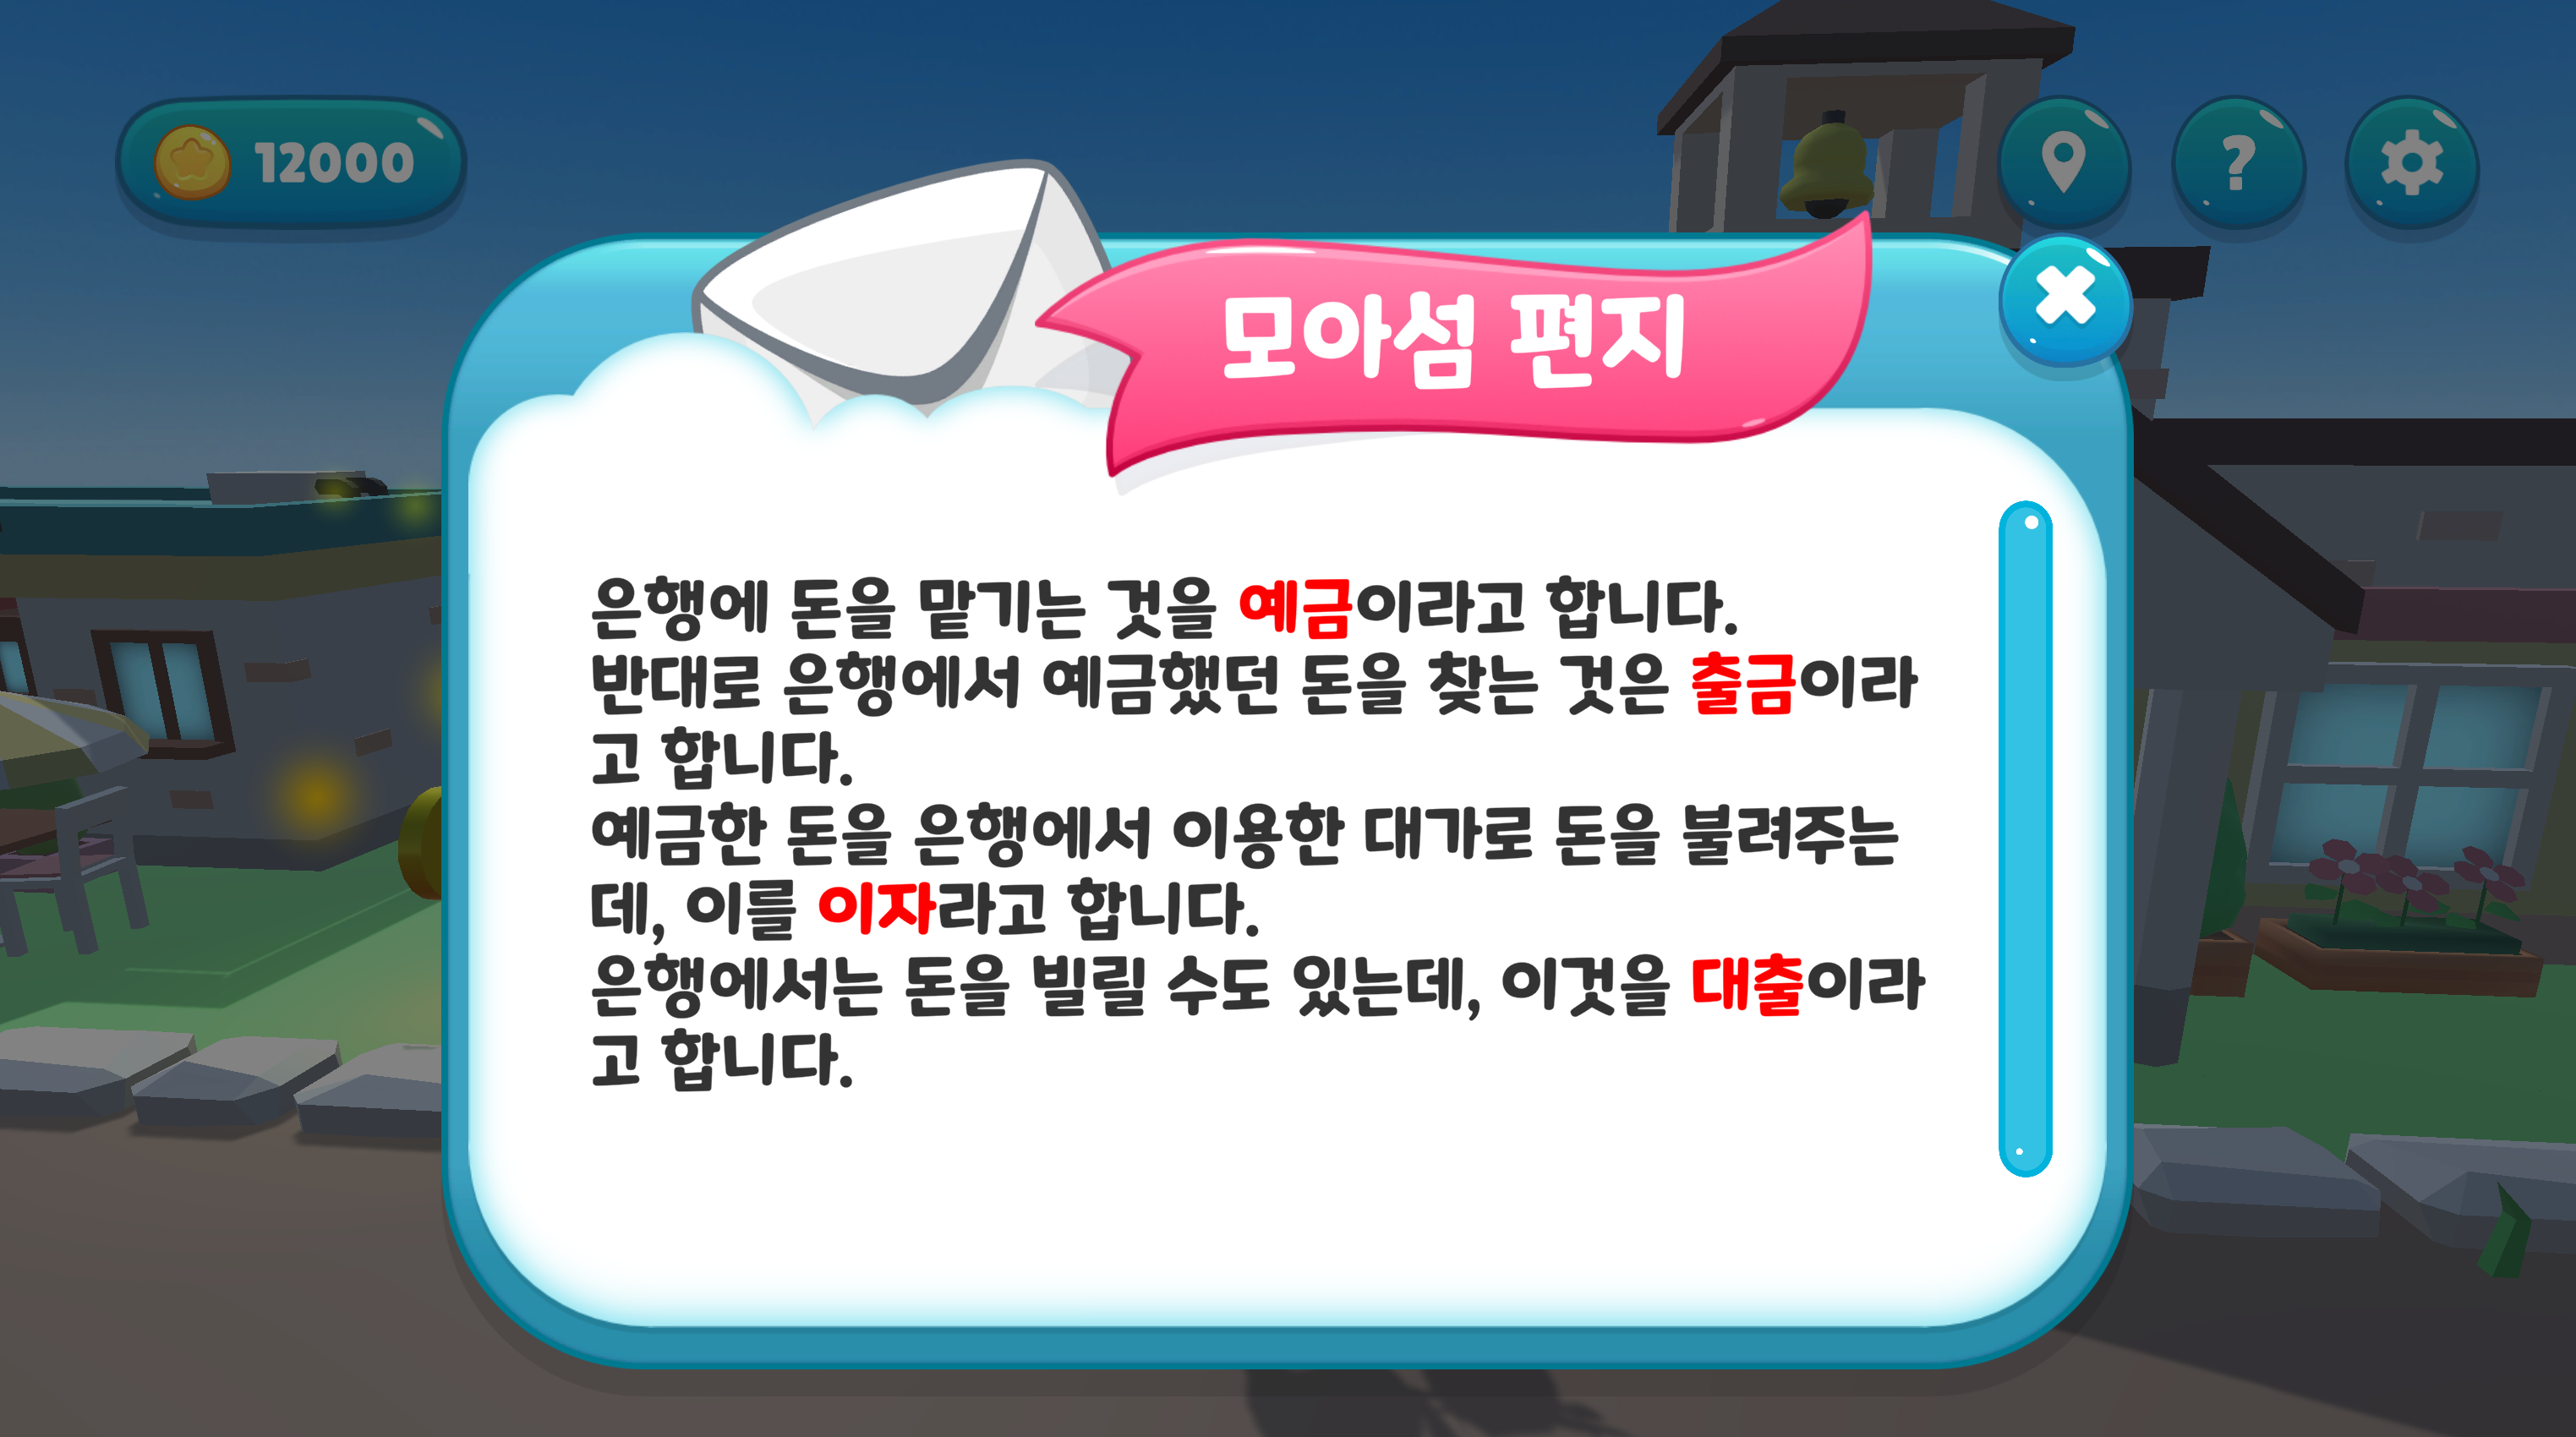 12000
?
모아섬 편지
은행에 돈을 맡기는 것을 예금이라고 합니다.
반대로 은행에서 예금했던 돈을 찾는 것은 출금이라
고 합니다.
예금한 돈을 은행에서 이용한 대가로 돈을 불려주는
데, 이를 이자라고 합니다.
은행에서는 돈을 빌릴 수도 있는데, 이것을 대출이라
고 합니다.